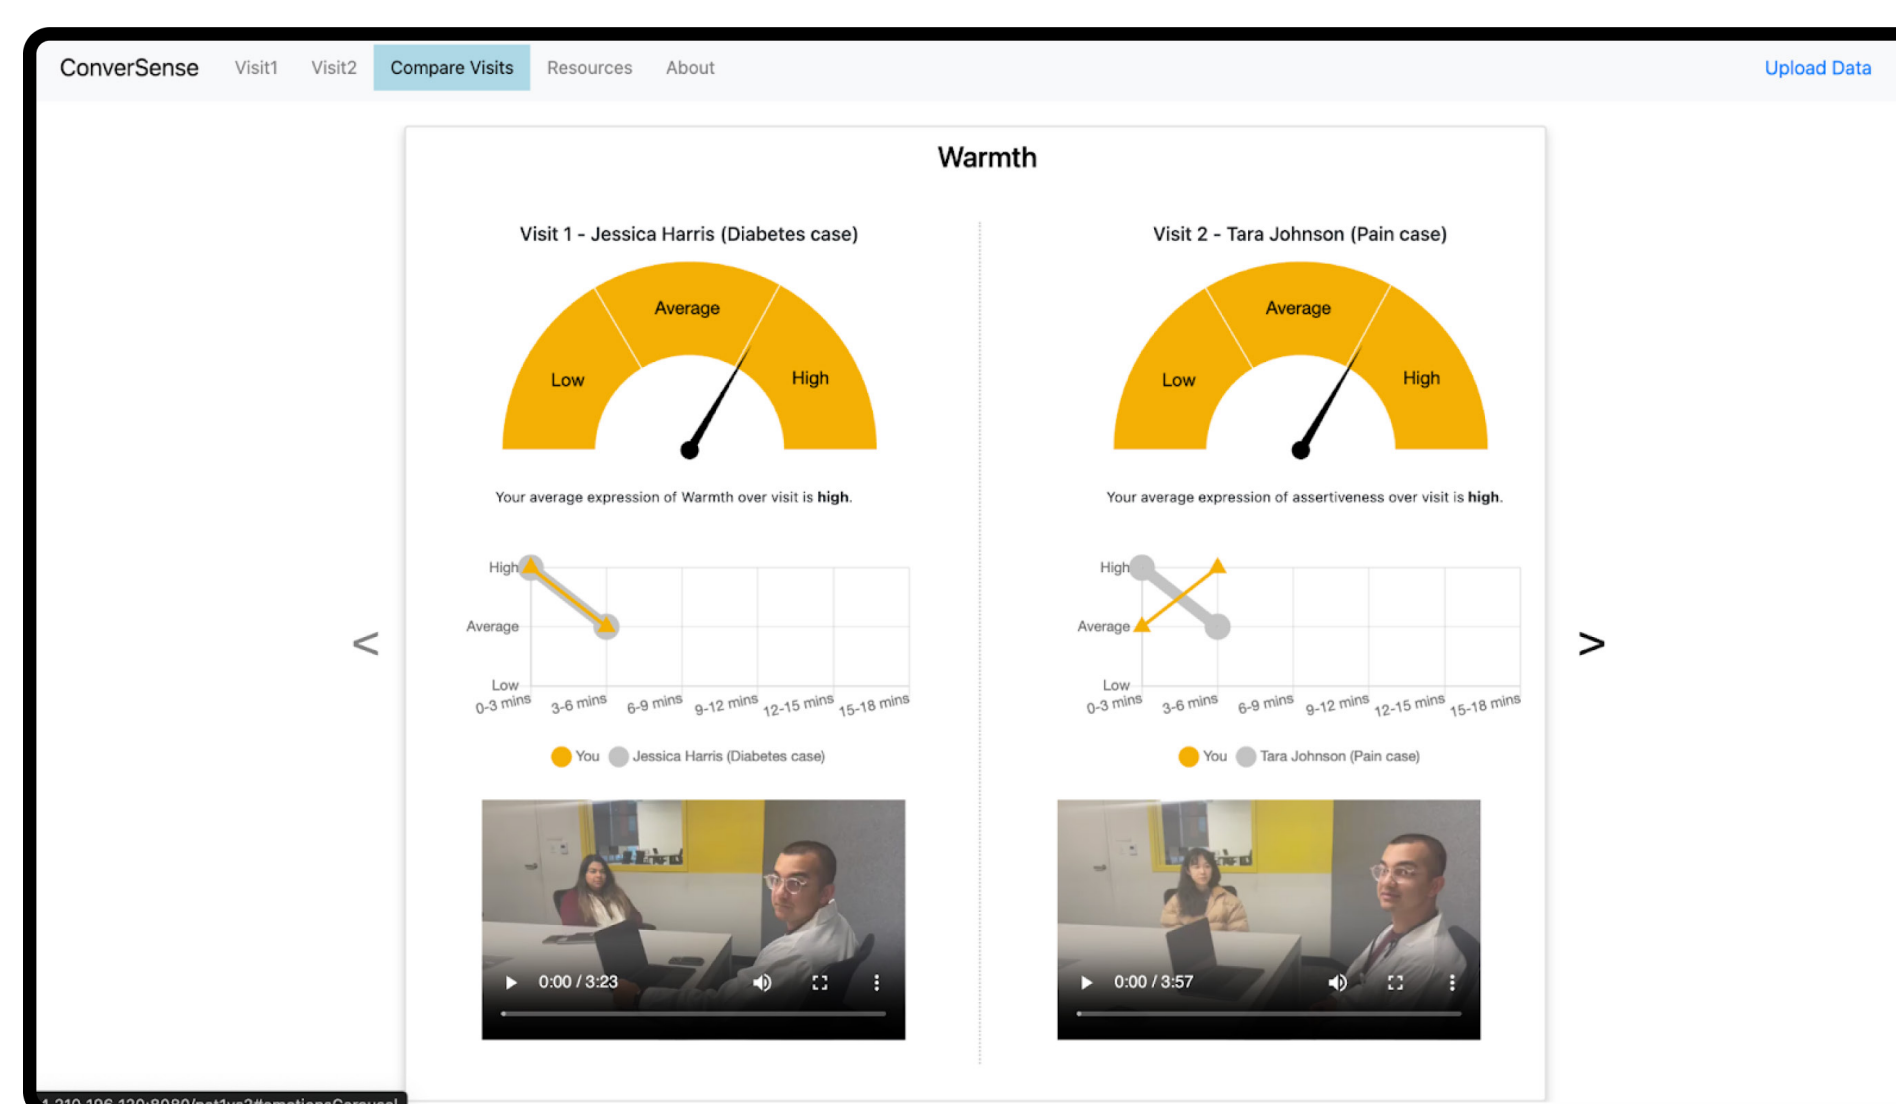 ConverSense Visit1 Visit2 Compare Visits Resources About Upload Data
Warmth
Visit 1 - Jessica Harris (Diabetes case)
Average
Low
High
Your average expression of Warmth over visit is high.
High
Average
Low
0-3 mins 3-6 mins 6-9 mins 9-12 mins 12-15 mins 15-18 mins
You Jessica Harris (Diabetes case)
0:00 / 3:23
Visit 2 - Tara Johnson (Pain case)
Average
Low
High
Your average expression of assertiveness over visit is high.
High
Average
Low
0-3 mins 3-6 mins 6-9 mins 9-12 mins 12-15 mins 15-18 mins
You Tara Johnson (Pain case)
0:00 / 3:57
<
>